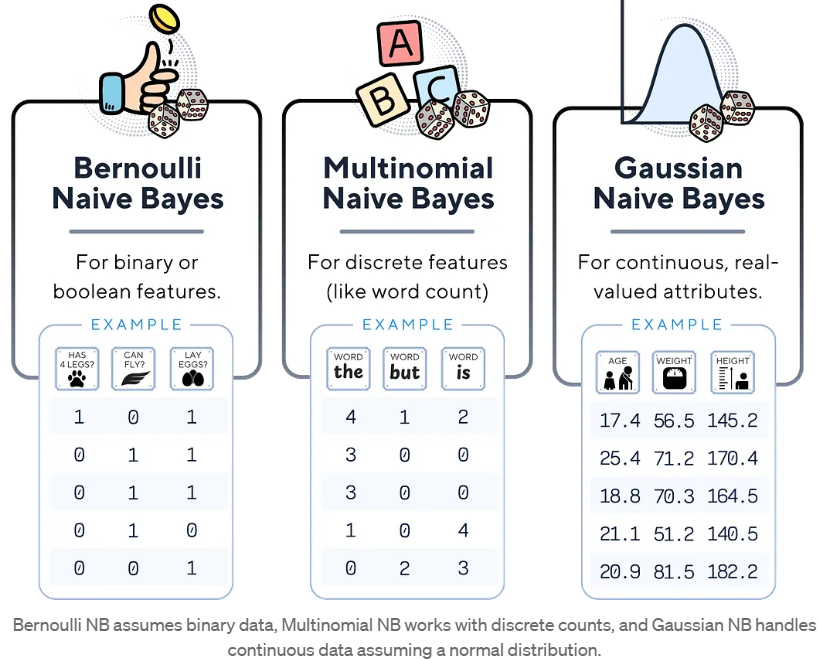 A
B
C
Bernoulli
Naive Bayes
For binary or
boolean features.
EXAMPLE
HAS
4 LEGS?
CAN
FLY?
LAY
EGGS?
1 0 1
0 1 1
0 1 1
0 1 0
0 0 1
Multinomial
Naive Bayes
For discrete features
(like word count)
EXAMPLE
WORD
the
WORD
but
WORD
is
4 1 2
3 0 0
3 0 0
1 0 4
0 2 3
Gaussian
Naive Bayes
For continuous, real-
valued attributes.
EXAMPLE
AGE
WEIGHT
HEIGHT
17.4 56.5 145.2
25.4 71.2 170.4
18.8 70.3 164.5
21.1 51.2 140.5
20.9 81.5 182.2
Bernoulli NB assumes binary data, Multinomial NB works with discrete counts, and Gaussian NB handles
continuous data assuming a normal distribution.